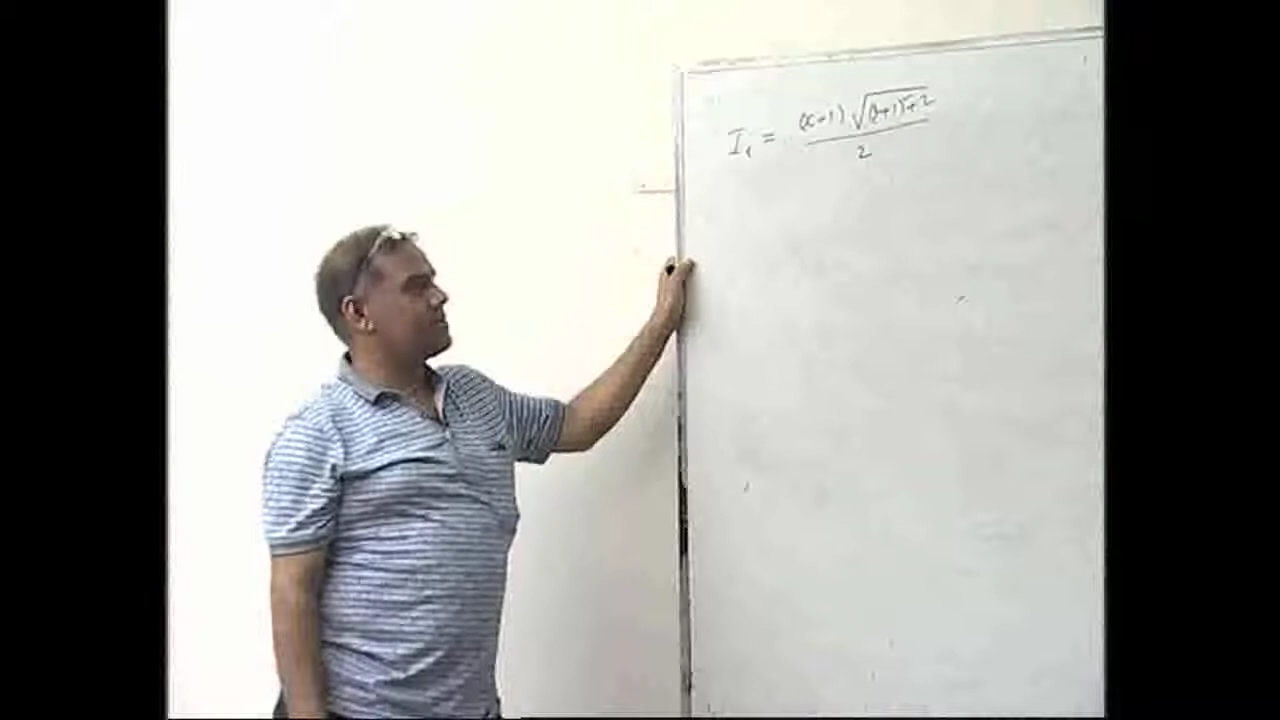 I₁ = (x+1) √((x+1)²+2) / 2